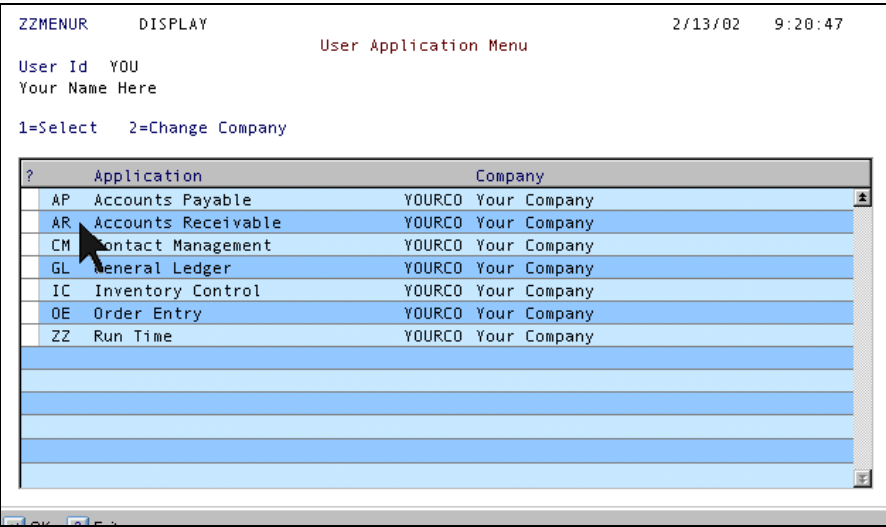 ZZMENUR DISPLAY 2/13/02 9:20:47
User Application Menu
User Id YOU
Your Name Here
1=Select 2=Change Company
? Application Company
AP Accounts Payable YOURCO Your Company
AR Accounts Receivable YOURCO Your Company
CM Contact Management YOURCO Your Company
GL General Ledger YOURCO Your Company
IC Inventory Control YOURCO Your Company
OE Order Entry YOURCO Your Company
ZZ Run Time YOURCO Your Company